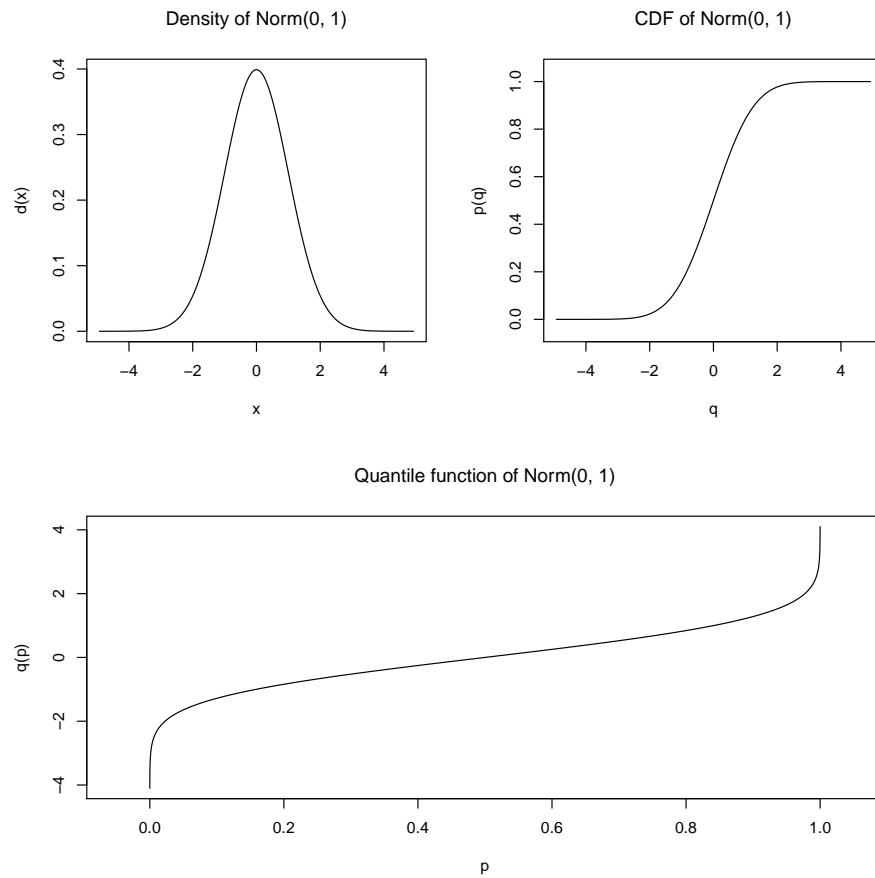 Density of Norm(0, 1)
d(x)
0.0 0.1 0.2 0.3 0.4
−4 −2 0 2 4
x
CDF of Norm(0, 1)
p(q)
0.0 0.2 0.4 0.6 0.8 1.0
−4 −2 0 2 4
q
Quantile function of Norm(0, 1)
q(p)
−4 −2 0 2 4
0.0 0.2 0.4 0.6 0.8 1.0
p